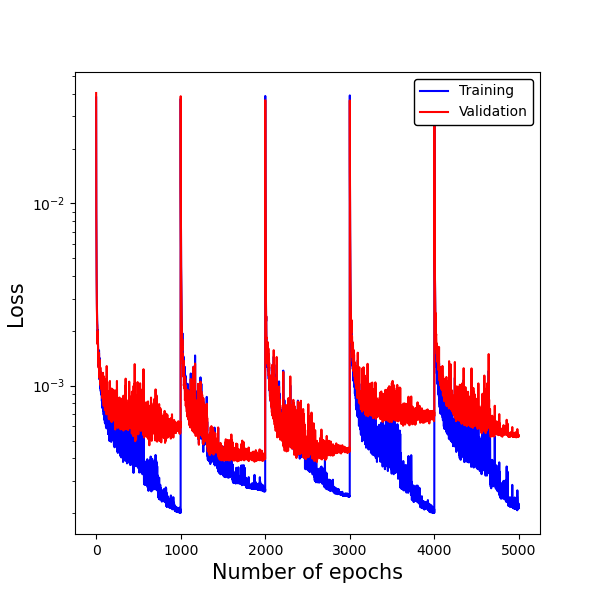 Training
Validation
10⁻²
10⁻³
Loss
0 1000 2000 3000 4000 5000
Number of epochs